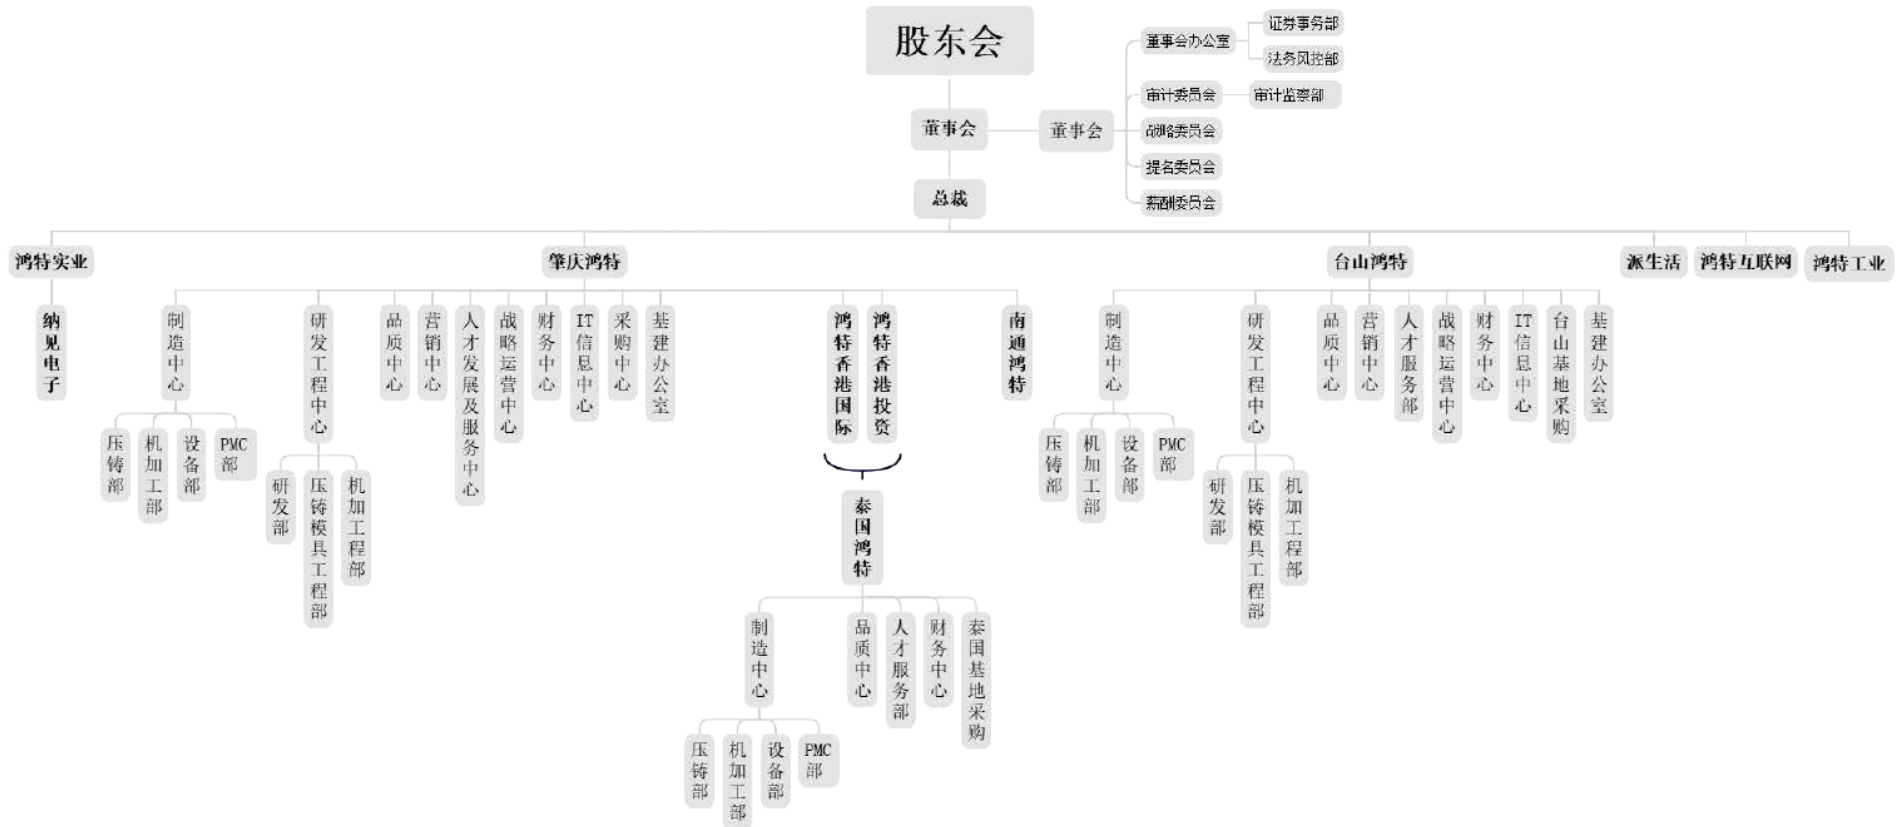 股东会
证券事务部
董事会办公室
法务风控部
审计委员会
审计监察部
董事会
董事会
战略委员会
提名委员会
总裁
薪酬委员会
鸿特实业
肇庆鸿特
台山鸿特
派生活
鸿特互联网
鸿特工业
纳见电子
制造中心
研发工程中心
品质中心
营销中心
人才发展及服务中心
战略运营中心
财务中心
IT信息中心
采购中心
基建办公室
鸿特香港国际
鸿特香港投资
南通鸿特
制造中心
研发工程中心
品质中心
营销中心
人才服务部
战略运营中心
财务中心
IT信息中心
台山基地采购
基建办公室
压铸部
机加工部
设备部
PMC部
研发部
压铸模具工程部
机加工程部
泰国鸿特
压铸部
机加工部
设备部
PMC部
研发部
压铸模具工程部
机加工程部
制造中心
品质中心
人才服务部
财务中心
泰国基地采购
压铸部
机加工部
设备部
PMC部